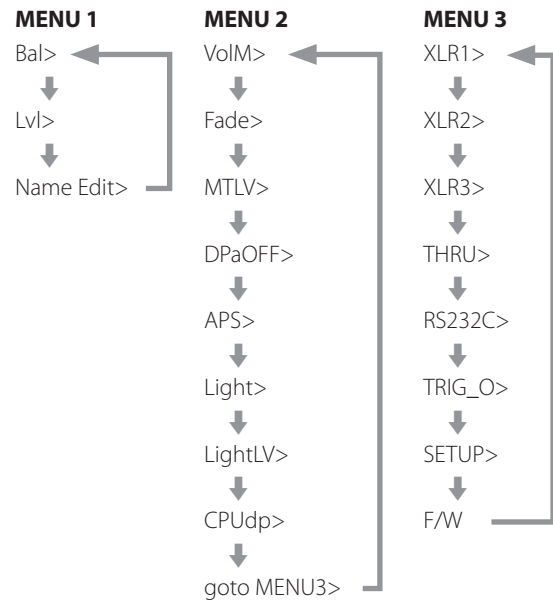 MENU 1
Bal>
Lvl>
Name Edit>
MENU 2
VolM>
Fade>
MTLV>
DPaOFF>
APS>
Light>
LightLV>
CPUdp>
goto MENU3>
MENU 3
XLR1>
XLR2>
XLR3>
THRU>
RS232C>
TRIG_O>
SETUP>
F/W